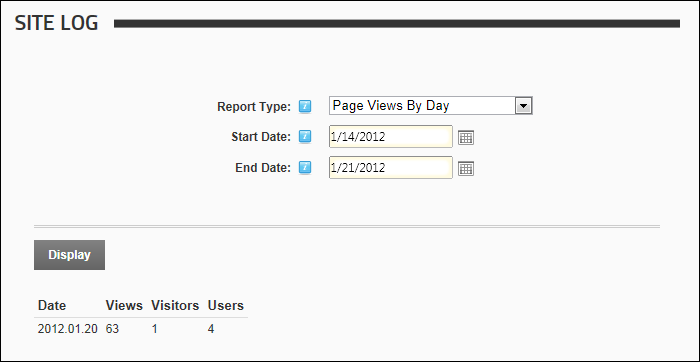 SITE LOG
Report Type: Page Views By Day
Start Date: 1/14/2012
End Date: 1/21/2012
Display
Date Views Visitors Users
2012.01.20 63 1 4